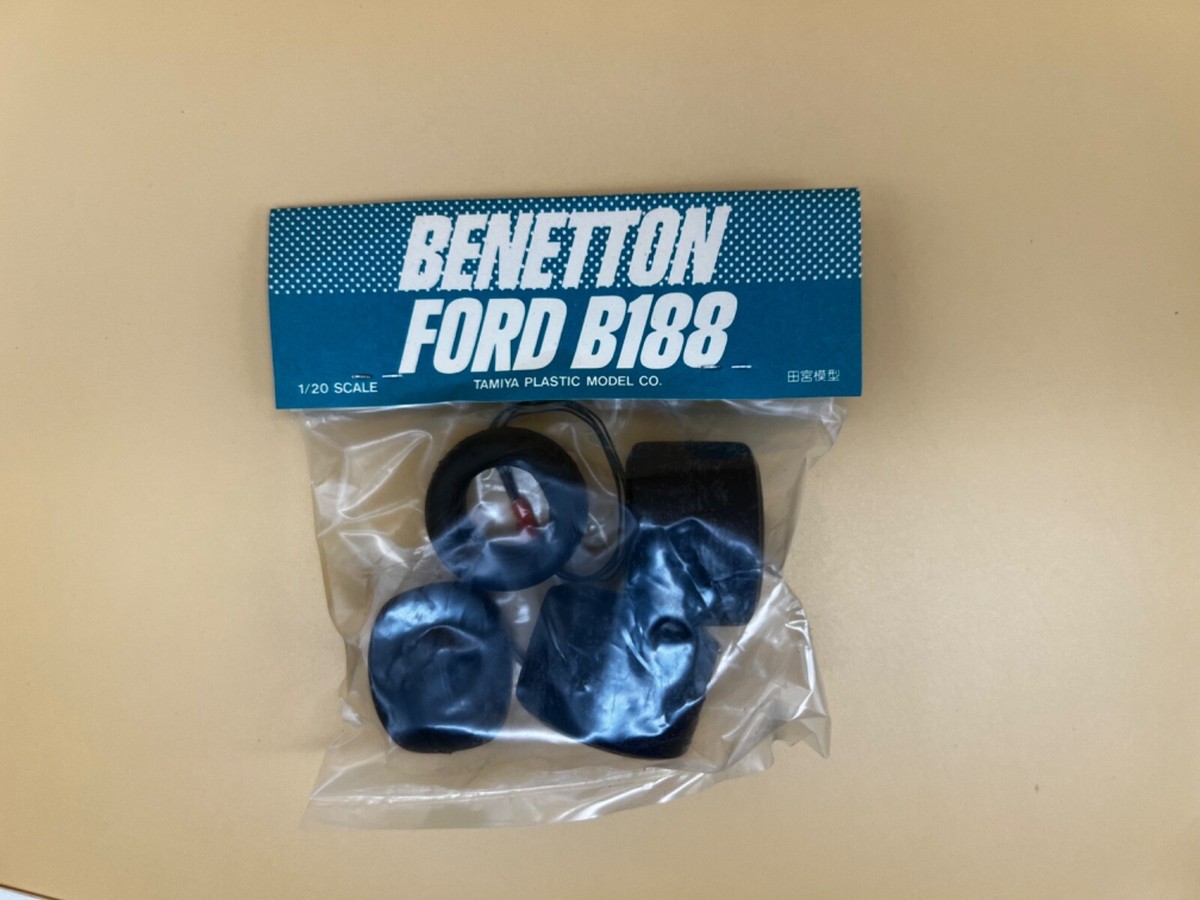 BENETTON
FORD B188
1/20 SCALE
TAMIYA PLASTIC MODEL CO.
田宮模型